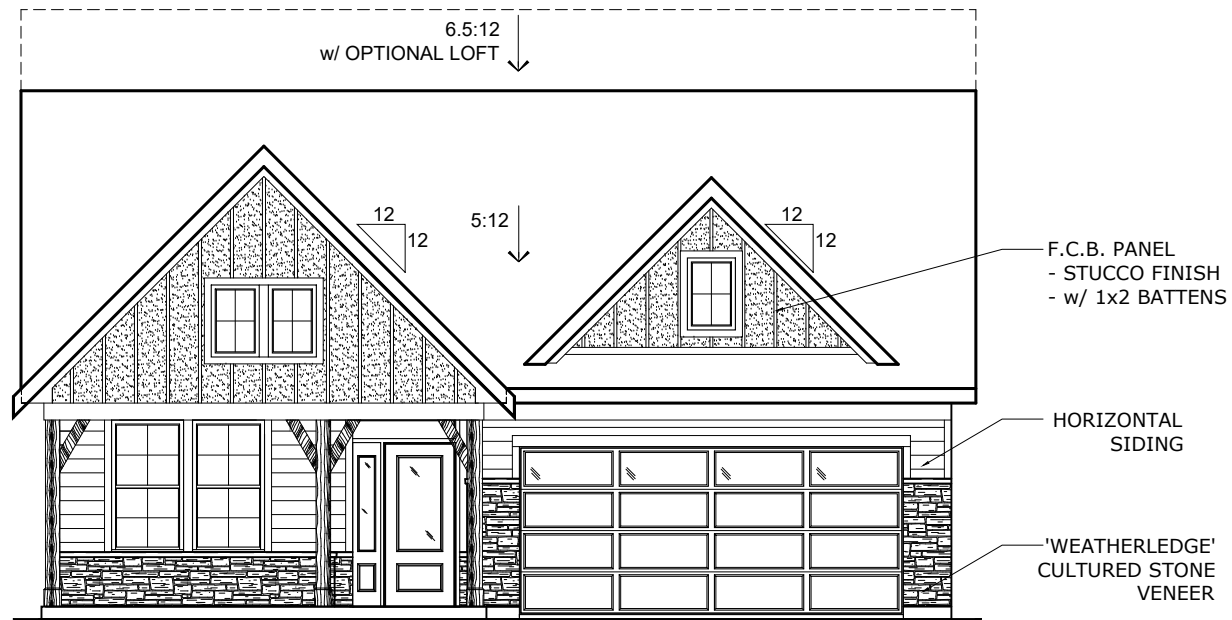 6.5:12
w/ OPTIONAL LOFT
12
12
5:12
12
12
F.C.B. PANEL
- STUCCO FINISH
- w/ 1x2 BATTENS
HORIZONTAL
SIDING
'WEATHERLEDGE'
CULTURED STONE
VENEER